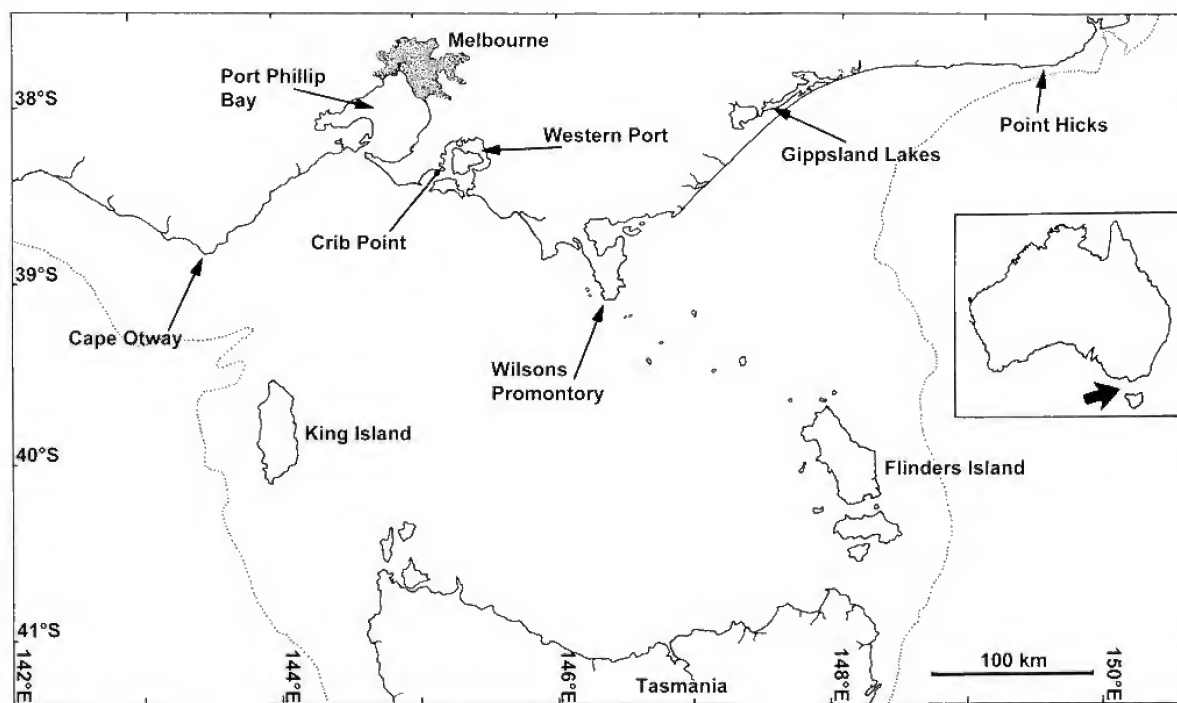 Melbourne
Port Phillip
Bay
38°S
Western Port
Point Hicks
Gippsland Lakes
Crib Point
39°S
Cape Otway
Wilsons
Promontory
King Island
40°S
Flinders Island
41°S
142°E
144°E
146°E
148°E
150°E
100 km
Tasmania